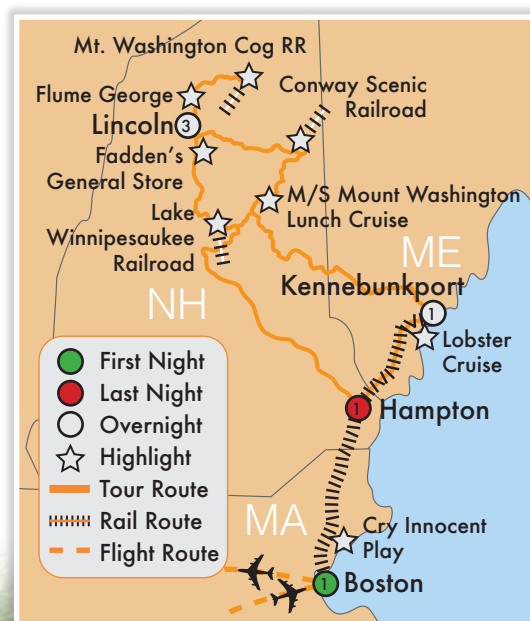 Mt. Washington Cog RR
Flume George
Conway Scenic
Railroad
Lincoln 3
Fadden's
General Store
M/S Mount Washington
Lunch Cruise
Lake
Winnipesaukee
Railroad
ME
Kennebunkport
1
NH
Lobster
Cruise
First Night
Last Night
Overnight
Highlight
Tour Route
Rail Route
Flight Route
1 Hampton
MA
Cry Innocent
Play
1 Boston